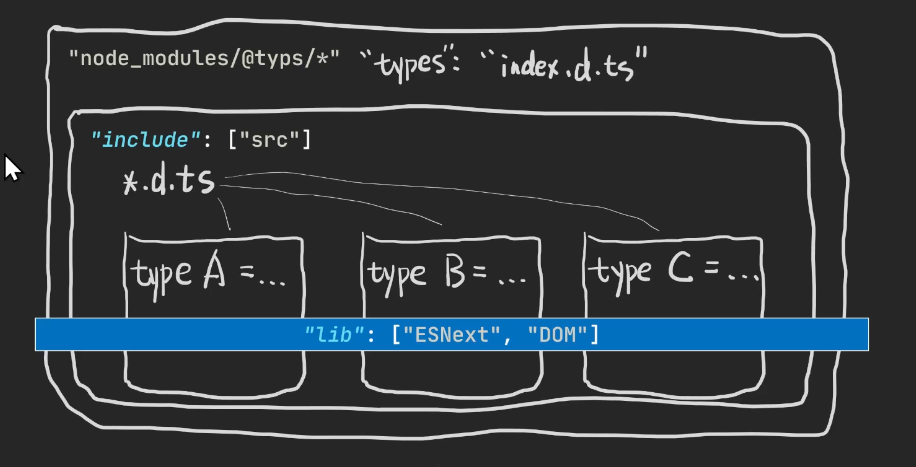 "node_modules/@typs/*" "types": "index.d.ts"
"include": ["src"]
*.d.ts
type A =...
type B = ...
type C = ...
"lib": ["ESNext", "DOM"]